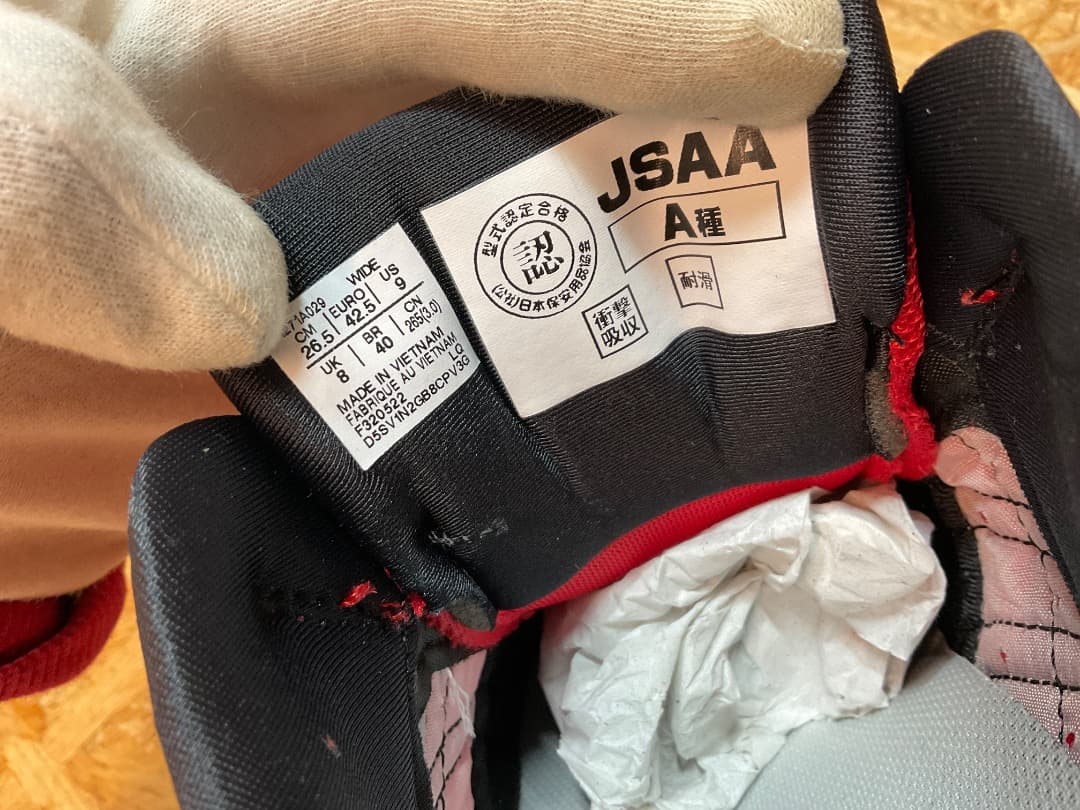 71A029 WIDE
CM EURO US
26.5 42.5 9
UK BR CN
8 40 265(3.0)
MADE IN VIETNAM
FABRIQUE AU VIETNAM
F320522 LQ
D5SV1N2GB8CPV3G
型式認定合格
認
(公社)日本保安用品協会
JSAA
A種
耐滑
衝撃
吸収